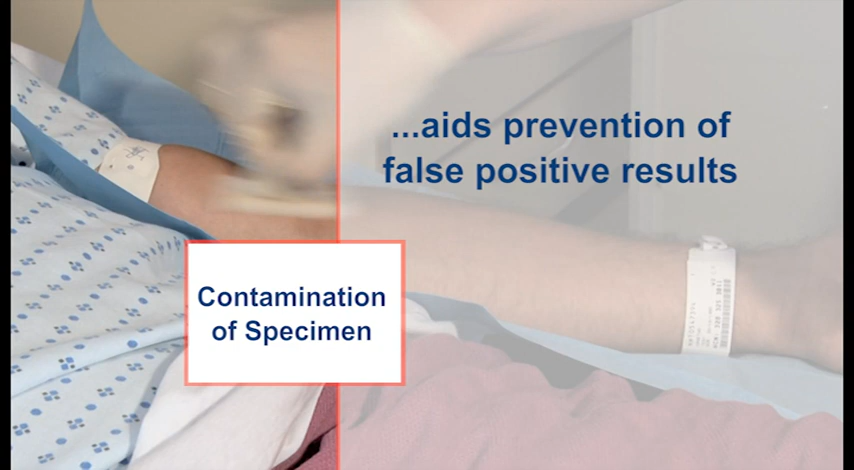 ...aids prevention of
false positive results
Contamination
of Specimen